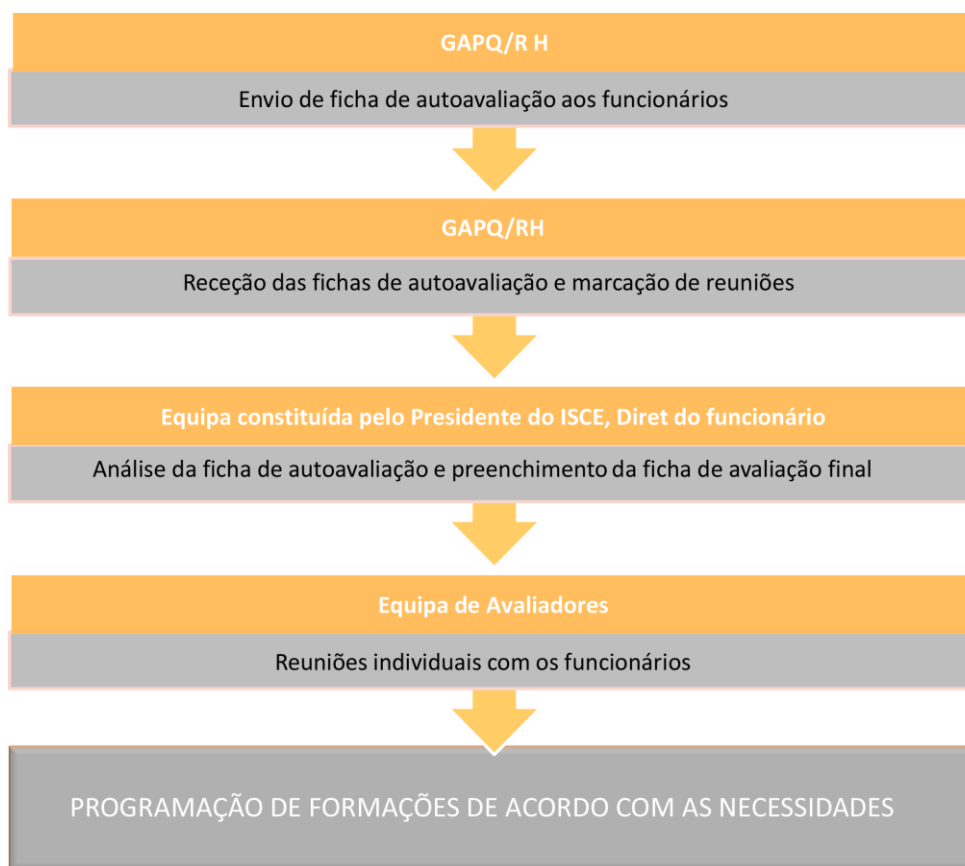 GAPQ/R H
Envio de ficha de autoavaliação aos funcionários
GAPQ/RH
Receção das fichas de autoavaliação e marcação de reuniões
Equipa constituída pelo Presidente do ISCE, Diret do funcionário
Análise da ficha de autoavaliação e preenchimento da ficha de avaliação final
Equipa de Avaliadores
Reuniões individuais com os funcionários
PROGRAMAÇÃO DE FORMAÇÕES DE ACORDO COM AS NECESSIDADES